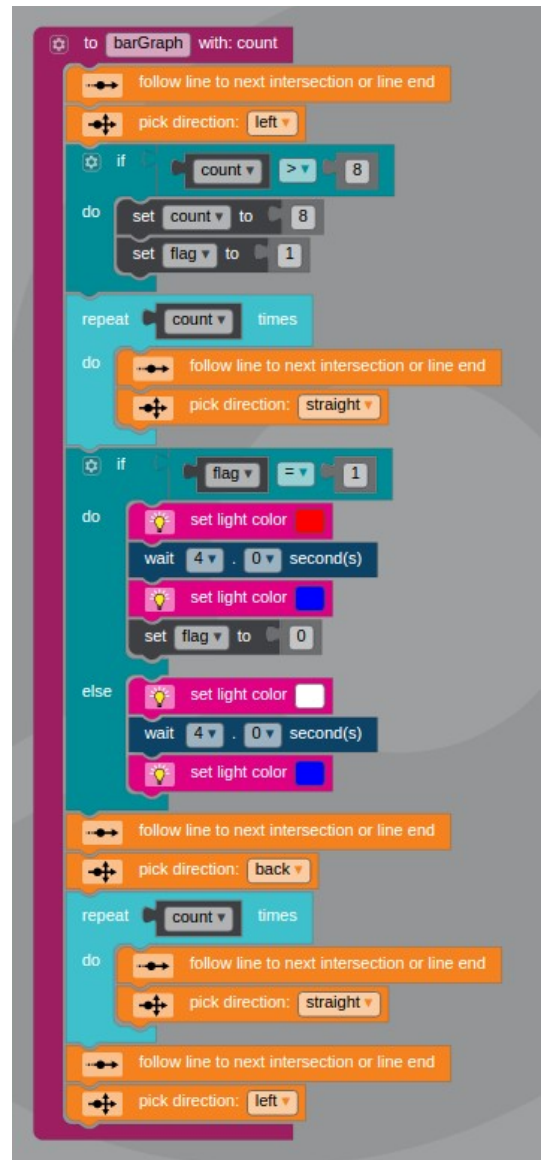 to barGraph with: count
follow line to next intersection or line end
pick direction: left
if count > 8
do set count to 8
set flag to 1
repeat count times
do follow line to next intersection or line end
pick direction: straight
if flag = 1
do set light color
wait 4 . 0 second(s)
set light color
set flag to 0
else set light color
wait 4 . 0 second(s)
set light color
follow line to next intersection or line end
pick direction: back
repeat count times
do follow line to next intersection or line end
pick direction: straight
follow line to next intersection or line end
pick direction: left